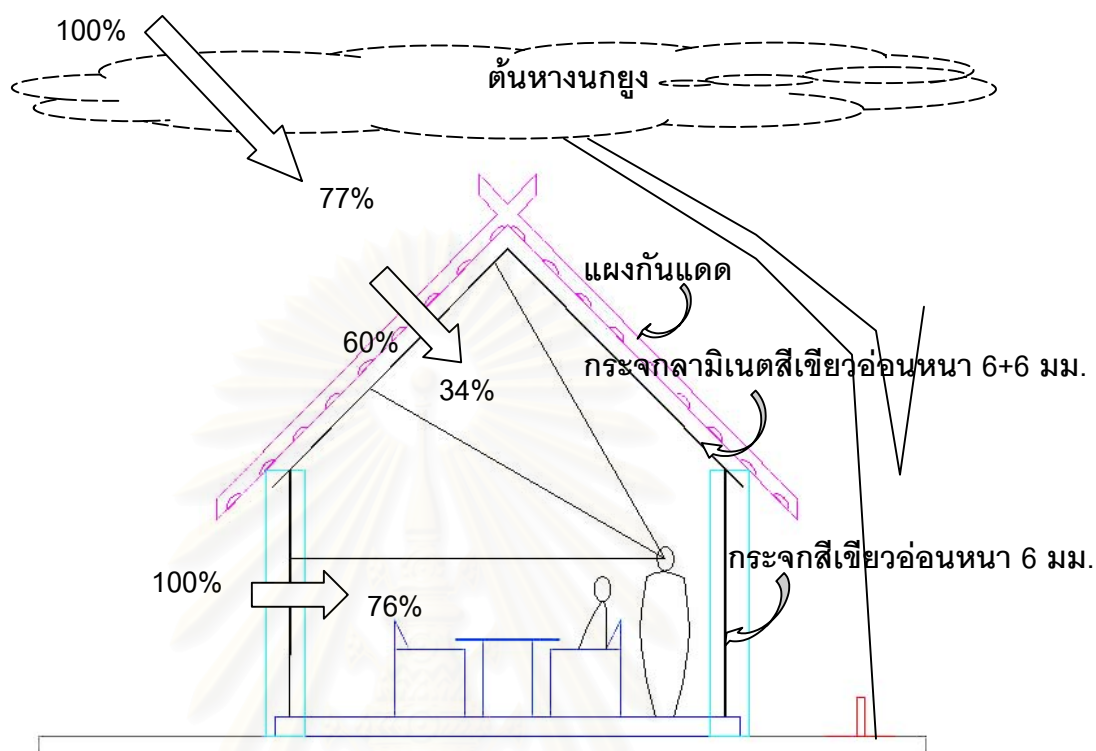 100%
ต้นหางนกยูง
77%
แผงกันแดด
60%
กระจกลามิเนตสีเขียวอ่อนหนา 6+6 มม.
34%
กระจกสีเขียวอ่อนหนา 6 มม.
100%
76%